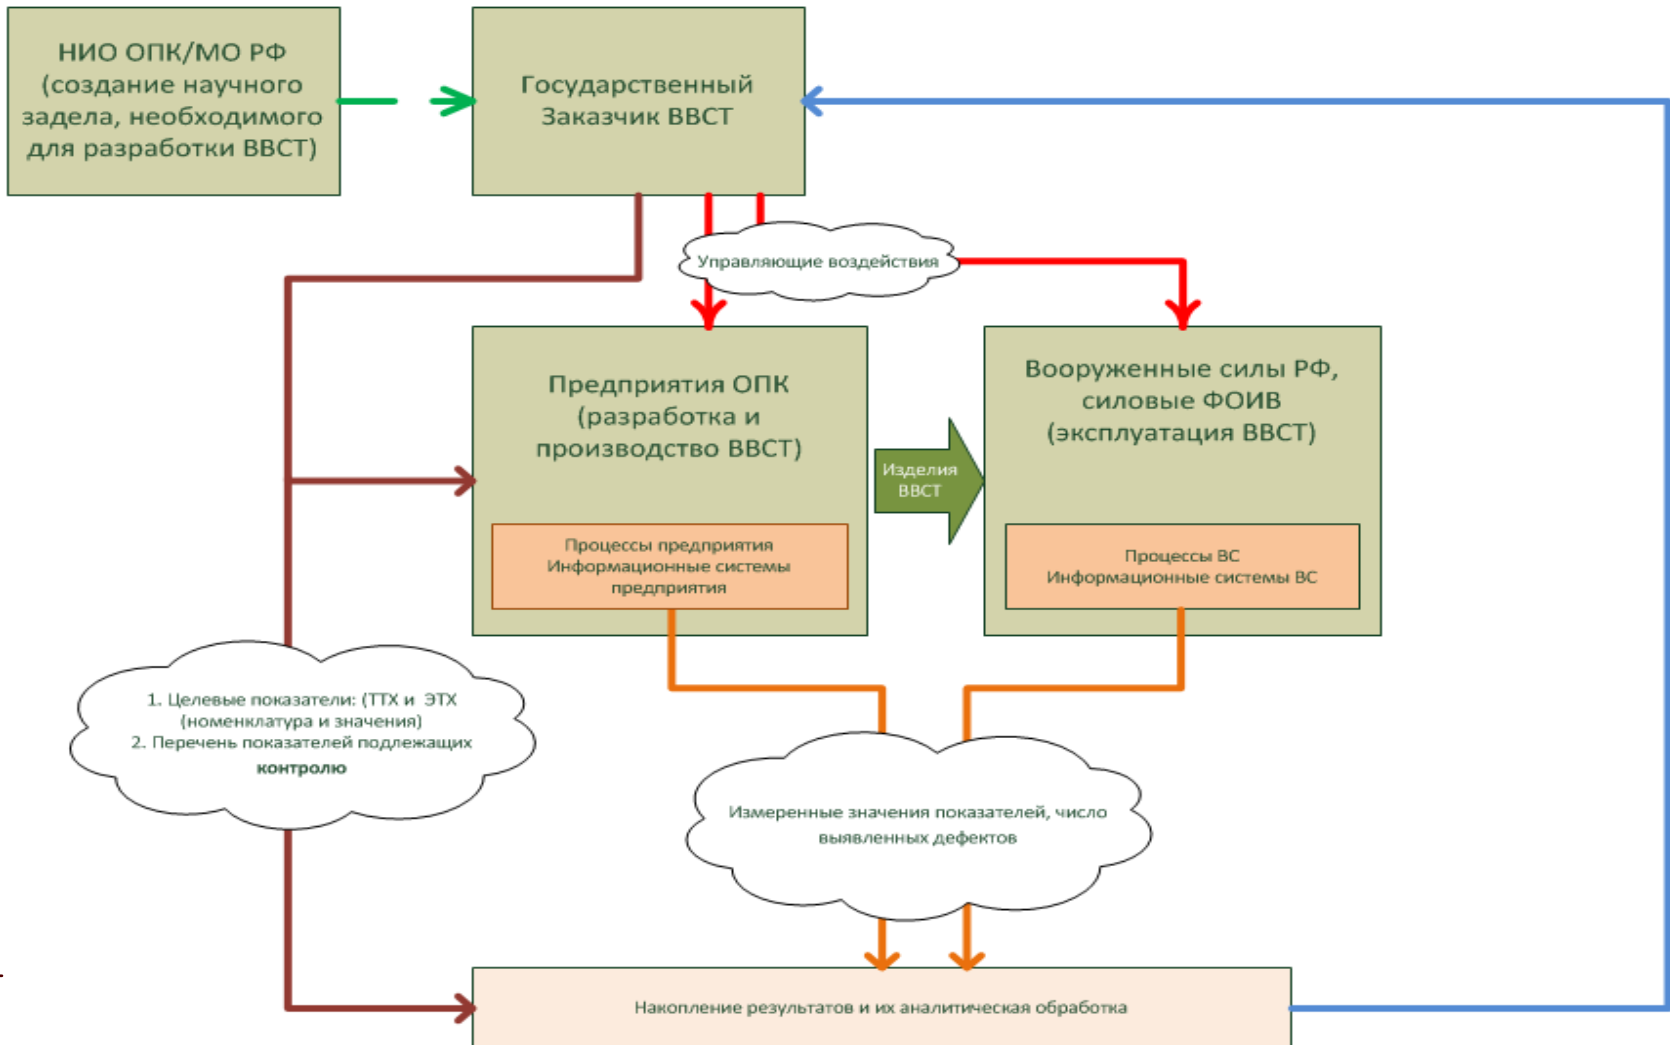 НИО ОПК/МО РФ
(создание научного
задела, необходимого
для разработки ВВСТ)
Государственный
Заказчик ВВСТ
Управляющие воздействия
Предприятия ОПК
(разработка и
производство ВВСТ)
Процессы предприятия
Информационные системы
предприятия
Изделия
ВВСТ
Вооруженные силы РФ,
силовые ФОИВ
(эксплуатация ВВСТ)
Процессы ВС
Информационные системы ВС
1. Целевые показатели: (ТТХ и ЭТХ
(номенклатура и значения)
2. Перечень показателей подлежащих
контролю
Измеренные значения показателей, число
выявленных дефектов
Накопление результатов и их аналитическая обработка